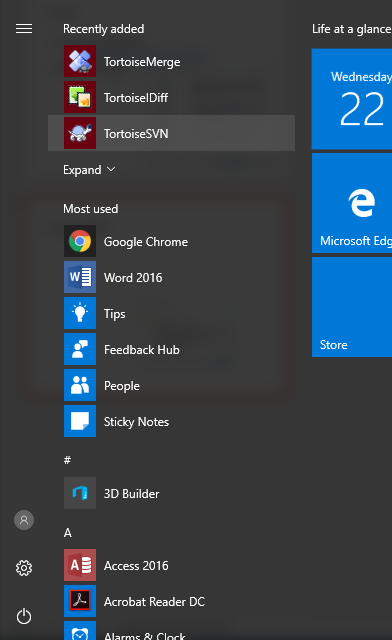 Recently added
TortoiseMerge
TortoiseIDiff
TortoiseSVN
Expand
Most used
Google Chrome
Word 2016
Tips
Feedback Hub
People
Sticky Notes
#
3D Builder
A
Access 2016
Acrobat Reader DC
Alarms & Clock
Life at a glance
Wednesday
22
Microsoft Edg
Store